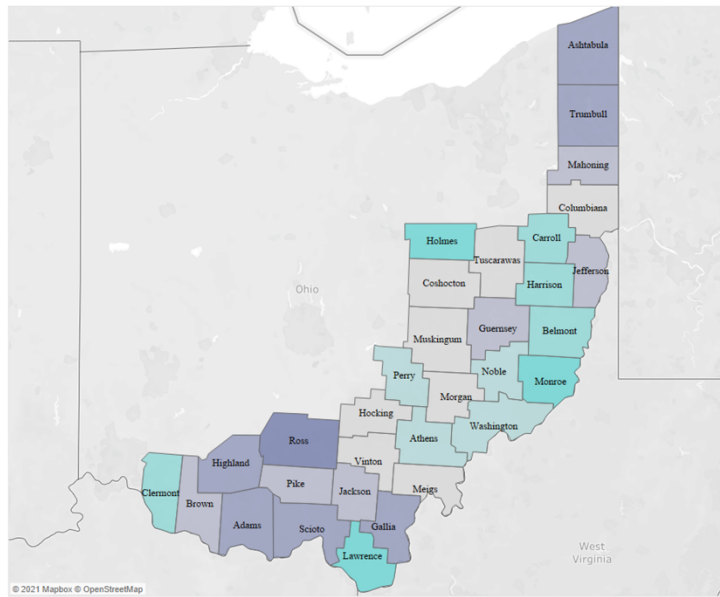 Ashtabula
Trumbull
Mahoning
Columbiana
Holmes
Carroll
Tuscarawas
Jefferson
Coshocton
Harrison
Ohio
Guernsey
Belmont
Muskingum
Noble
Perry
Monroe
Morgan
Hocking
Washington
Ross
Athens
Highland
Vinton
Pike
Clermont
Jackson
Meigs
Brown
Adams
Scioto
Gallia
Lawrence
West
Virginia
© 2021 Mapbox © OpenStreetMap